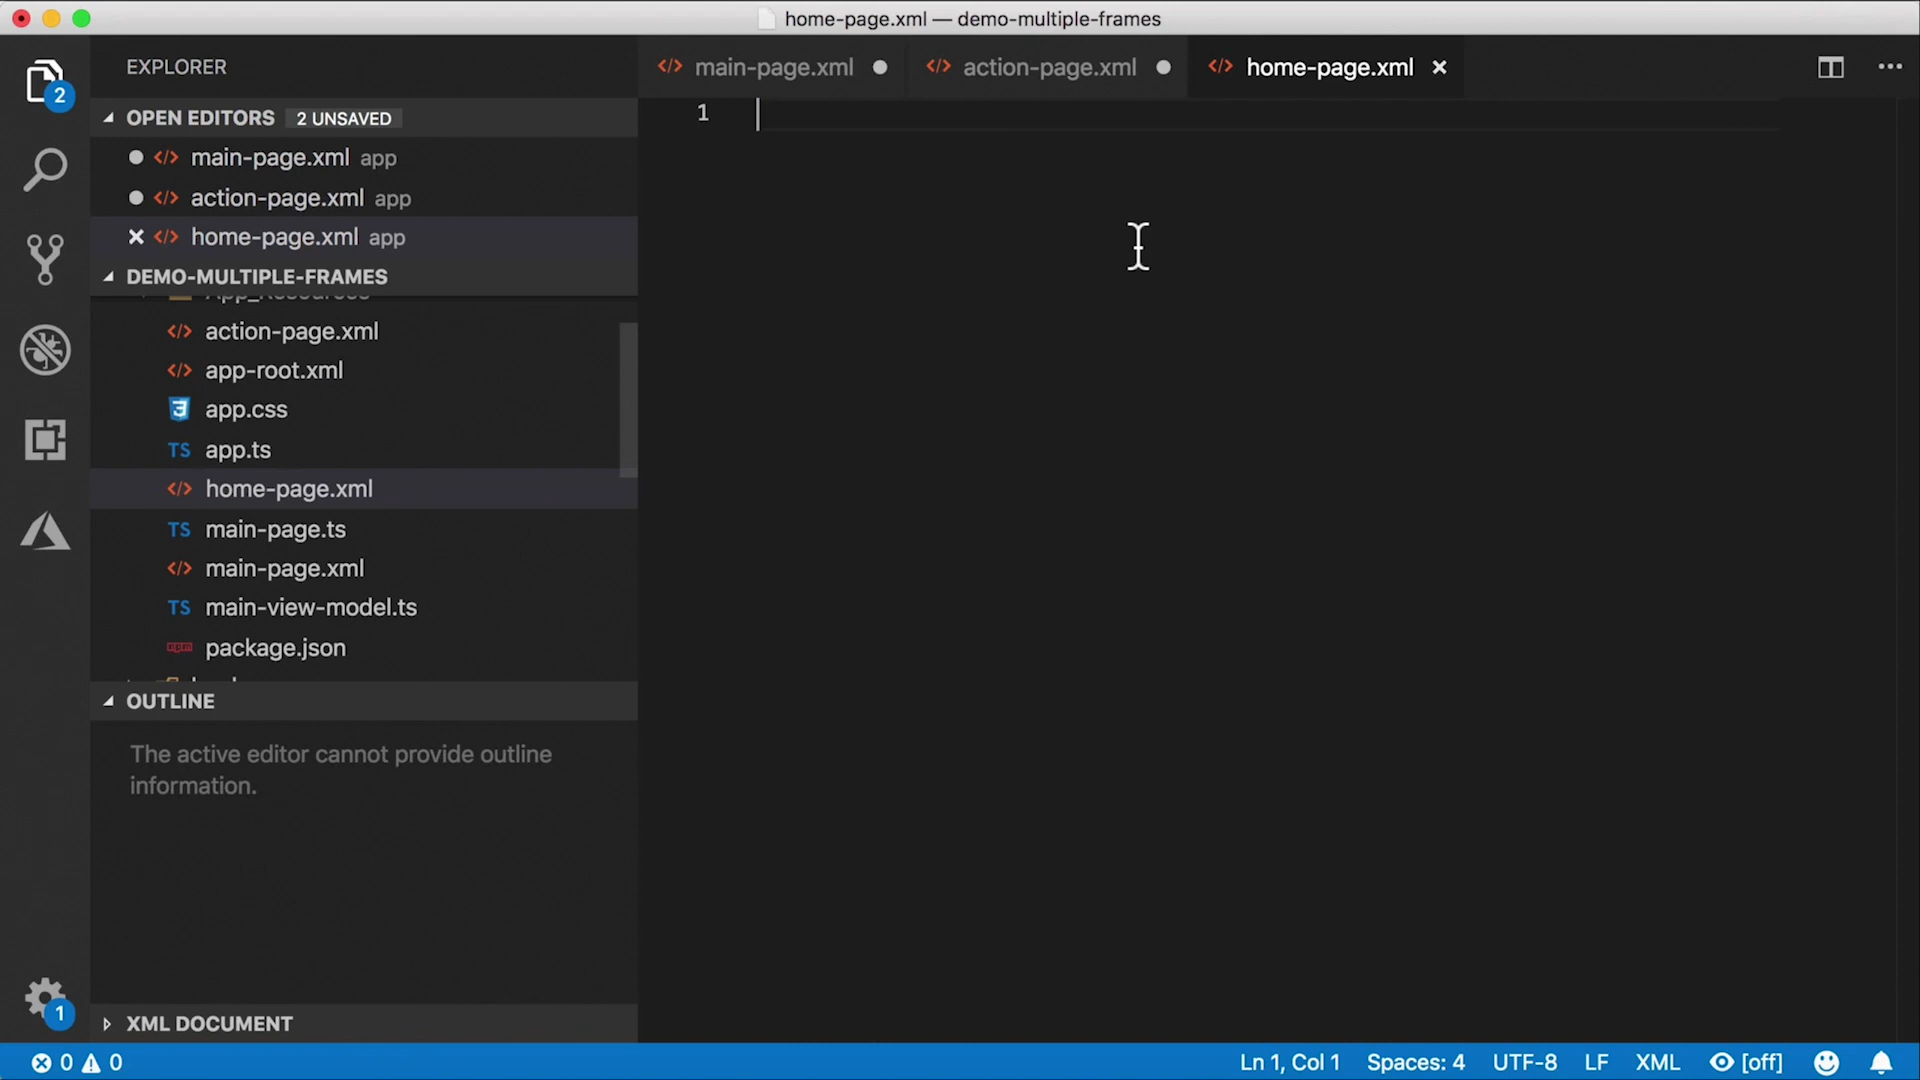 home-page.xml — demo-multiple-frames
EXPLORER
2
OPEN EDITORS 2 UNSAVED
main-page.xml app
action-page.xml app
home-page.xml app
DEMO-MULTIPLE-FRAMES
App_Resources
action-page.xml
app-root.xml
app.css
TS app.ts
home-page.xml
TS main-page.ts
main-page.xml
TS main-view-model.ts
npm package.json
OUTLINE
The active editor cannot provide outline
information.
XML DOCUMENT
1
main-page.xml action-page.xml home-page.xml
1
0 0 Ln 1, Col 1 Spaces: 4 UTF-8 LF XML [off]